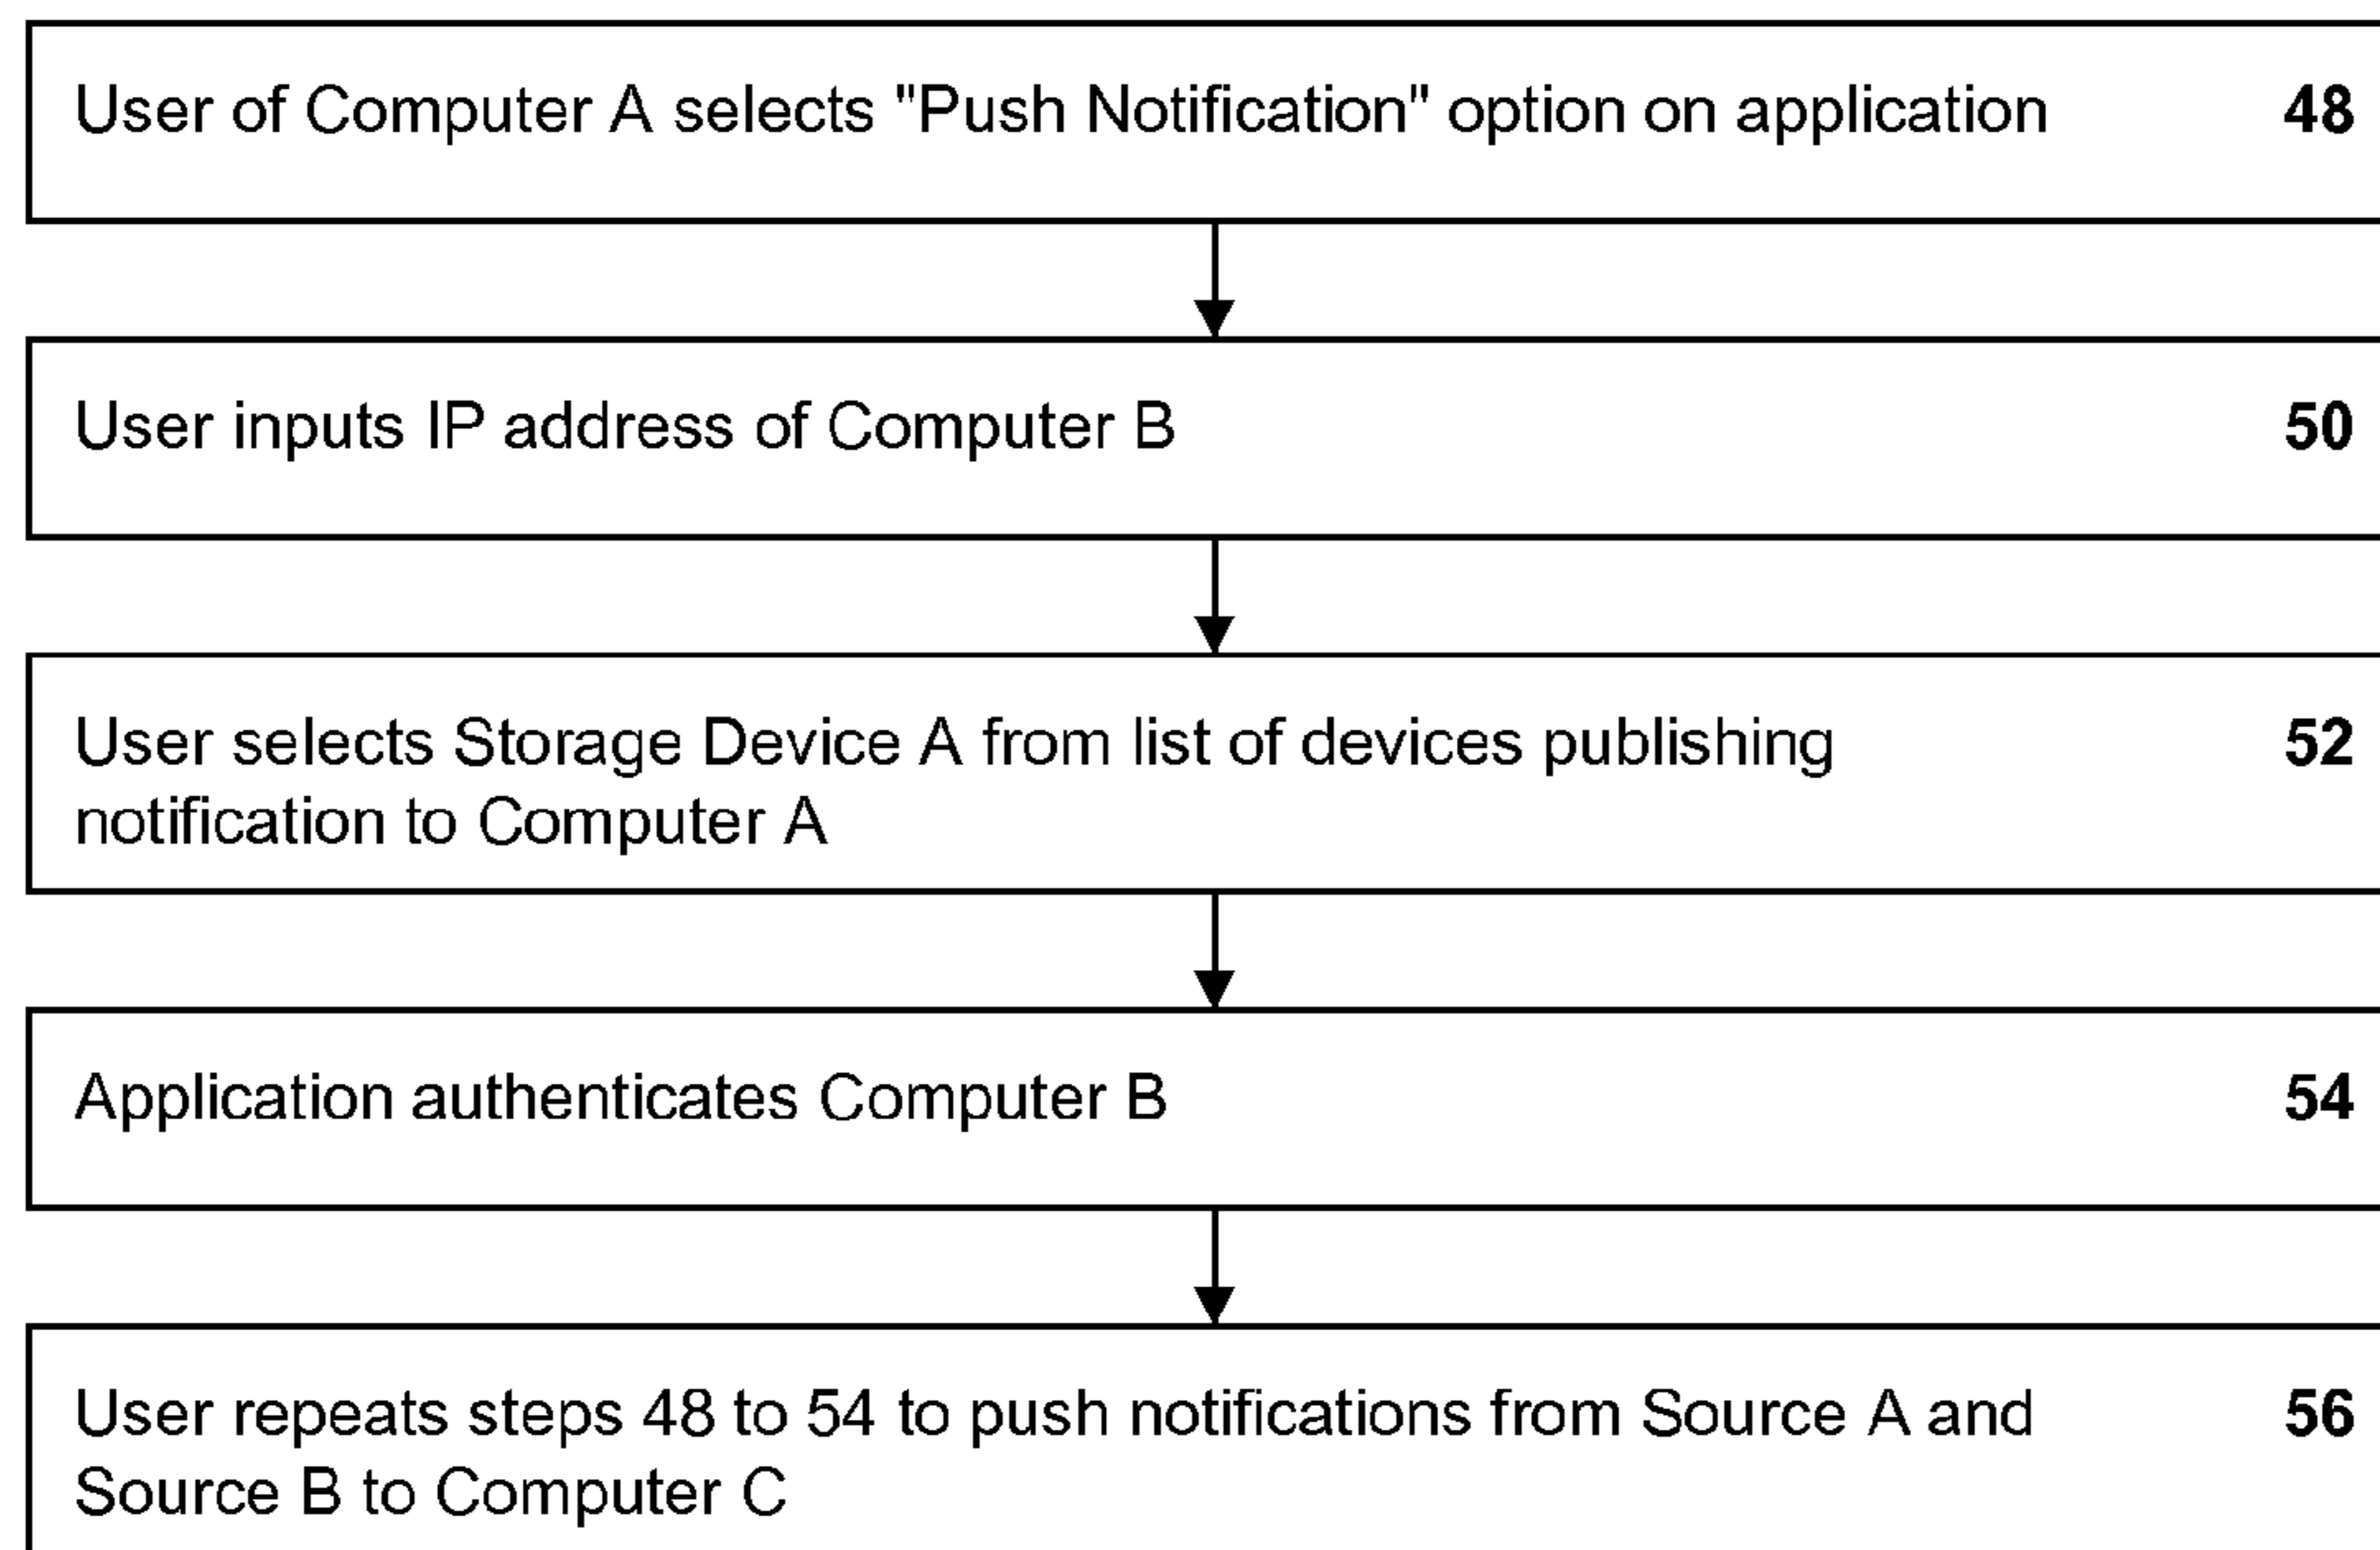 User of Computer A selects "Push Notification" option on application 48
User inputs IP address of Computer B 50
User selects Storage Device A from list of devices publishing 52
notification to Computer A
Application authenticates Computer B 54
User repeats steps 48 to 54 to push notifications from Source A and 56
Source B to Computer C